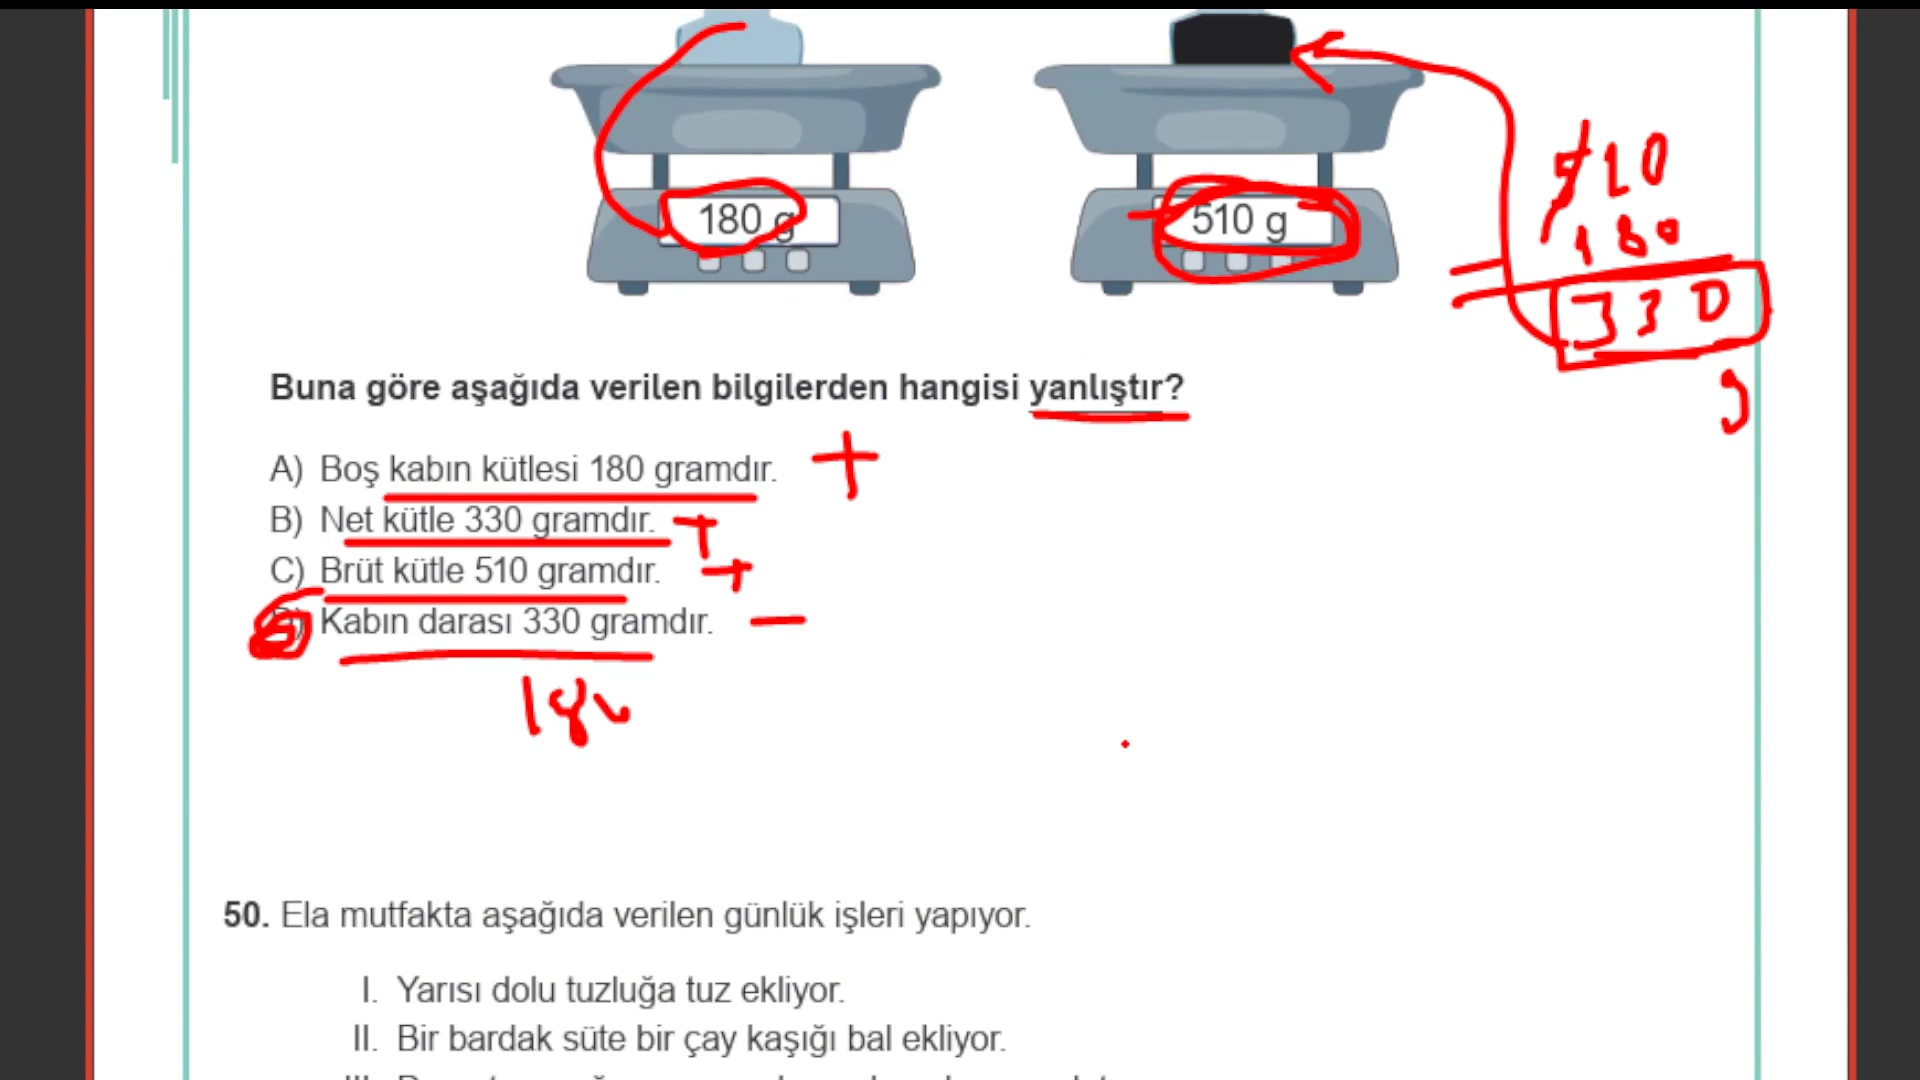 180 g
510 g
510
180
330
g
Buna göre aşağıda verilen bilgilerden hangisi yanlıştır?
A) Boş kabın kütlesi 180 gramdır. +
B) Net kütle 330 gramdır. +
C) Brüt kütle 510 gramdır. +
D) Kabın darası 330 gramdır. –
180
50. Ela mutfakta aşağıda verilen günlük işleri yapıyor.
I. Yarısı dolu tuzluğa tuz ekliyor.
II. Bir bardak süte bir çay kaşığı bal ekliyor.